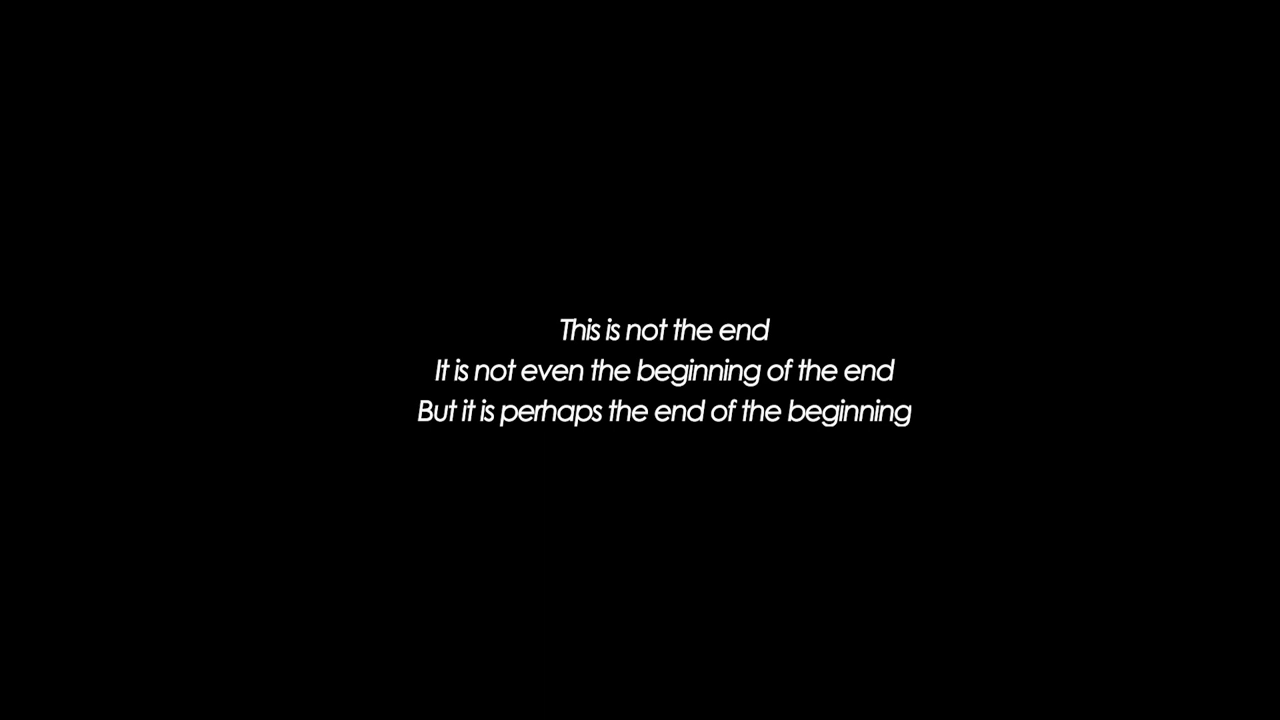 This is not the end
It is not even the beginning of the end
But it is perhaps the end of the beginning